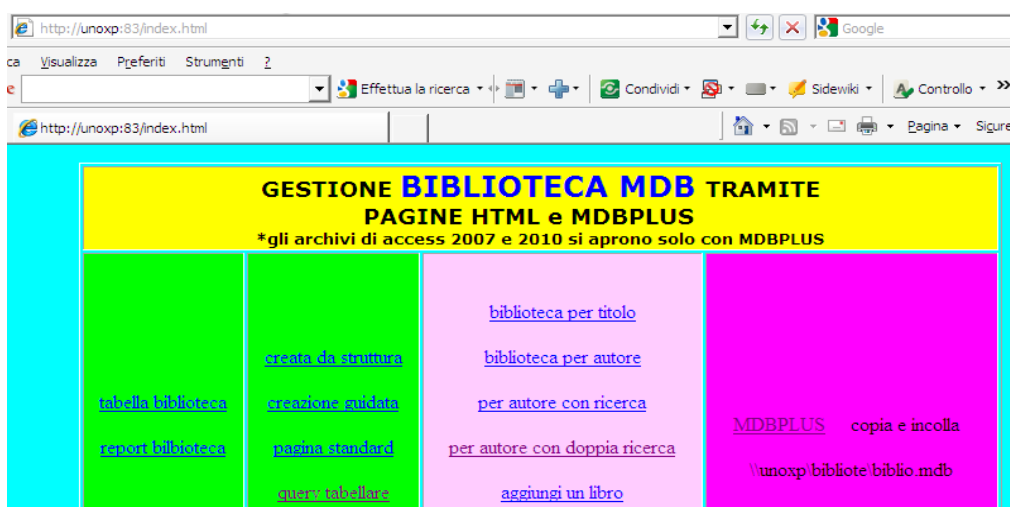 http://unoxp:83/index.html
Google
ca Visualizza Preferiti Strumenti ?
e Effettua la ricerca Condividi Sidewiki Controllo »
http://unoxp:83/index.html
Pagina Sicure
GESTIONE BIBLIOTECA MDB TRAMITE
PAGINE HTML e MDBPLUS
*gli archivi di access 2007 e 2010 si aprono solo con MDBPLUS
tabella biblioteca
report bilbioteca
creata da struttura
creazione guidata
pagina standard
query tabellare
biblioteca per titolo
biblioteca per autore
per autore con ricerca
per autore con doppia ricerca
aggiungi un libro
MDBPLUS copia e incolla
\\unoxp\bibliote\biblio.mdb